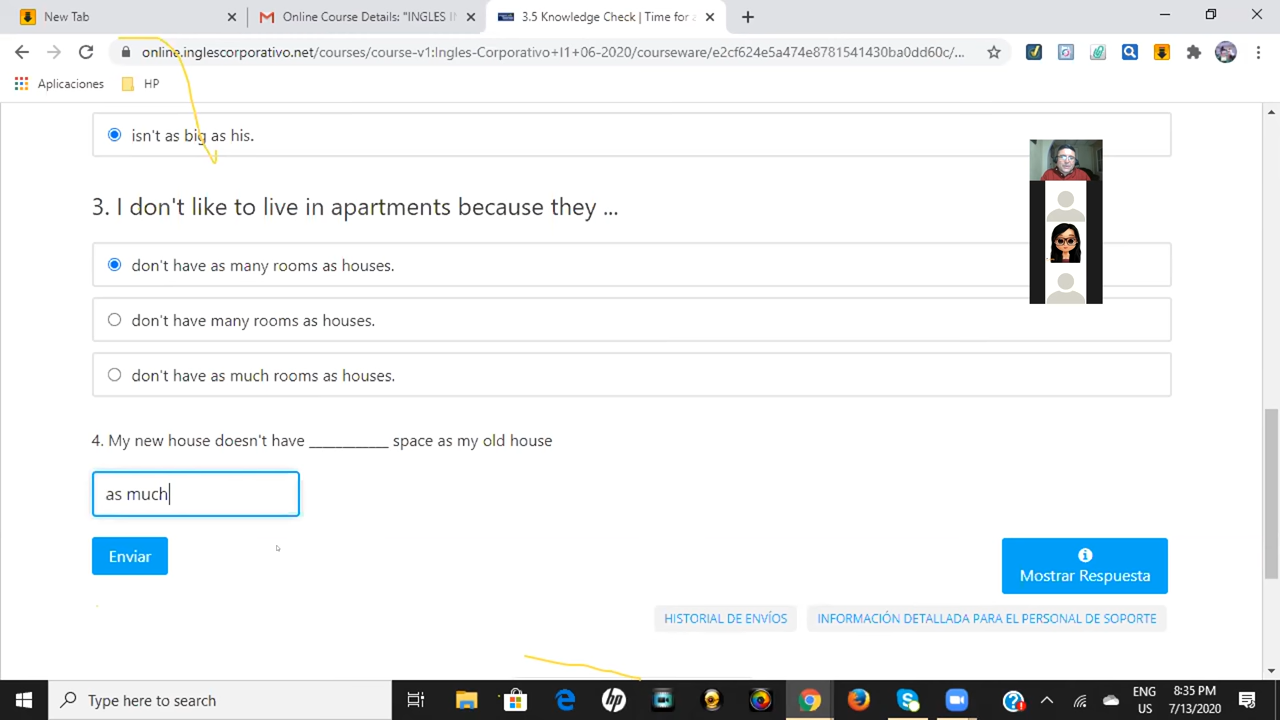 New Tab
Online Course Details: "INGLES I
3.5 Knowledge Check | Time for a
online.inglescorporativo.net/courses/course-v1:Ingles-Corporativo+I1+06-2020/courseware/e2cf624e5a474e8781541430ba0dd60c/...
Aplicaciones
HP
isn't as big as his.
3. I don't like to live in apartments because they ...
don't have as many rooms as houses.
don't have many rooms as houses.
don't have as much rooms as houses.
4. My new house doesn't have ____________ space as my old house
as much
Enviar
Mostrar Respuesta
HISTORIAL DE ENVÍOS
INFORMACIÓN DETALLADA PARA EL PERSONAL DE SOPORTE
Type here to search
ENG
US
8:35 PM
7/13/2020